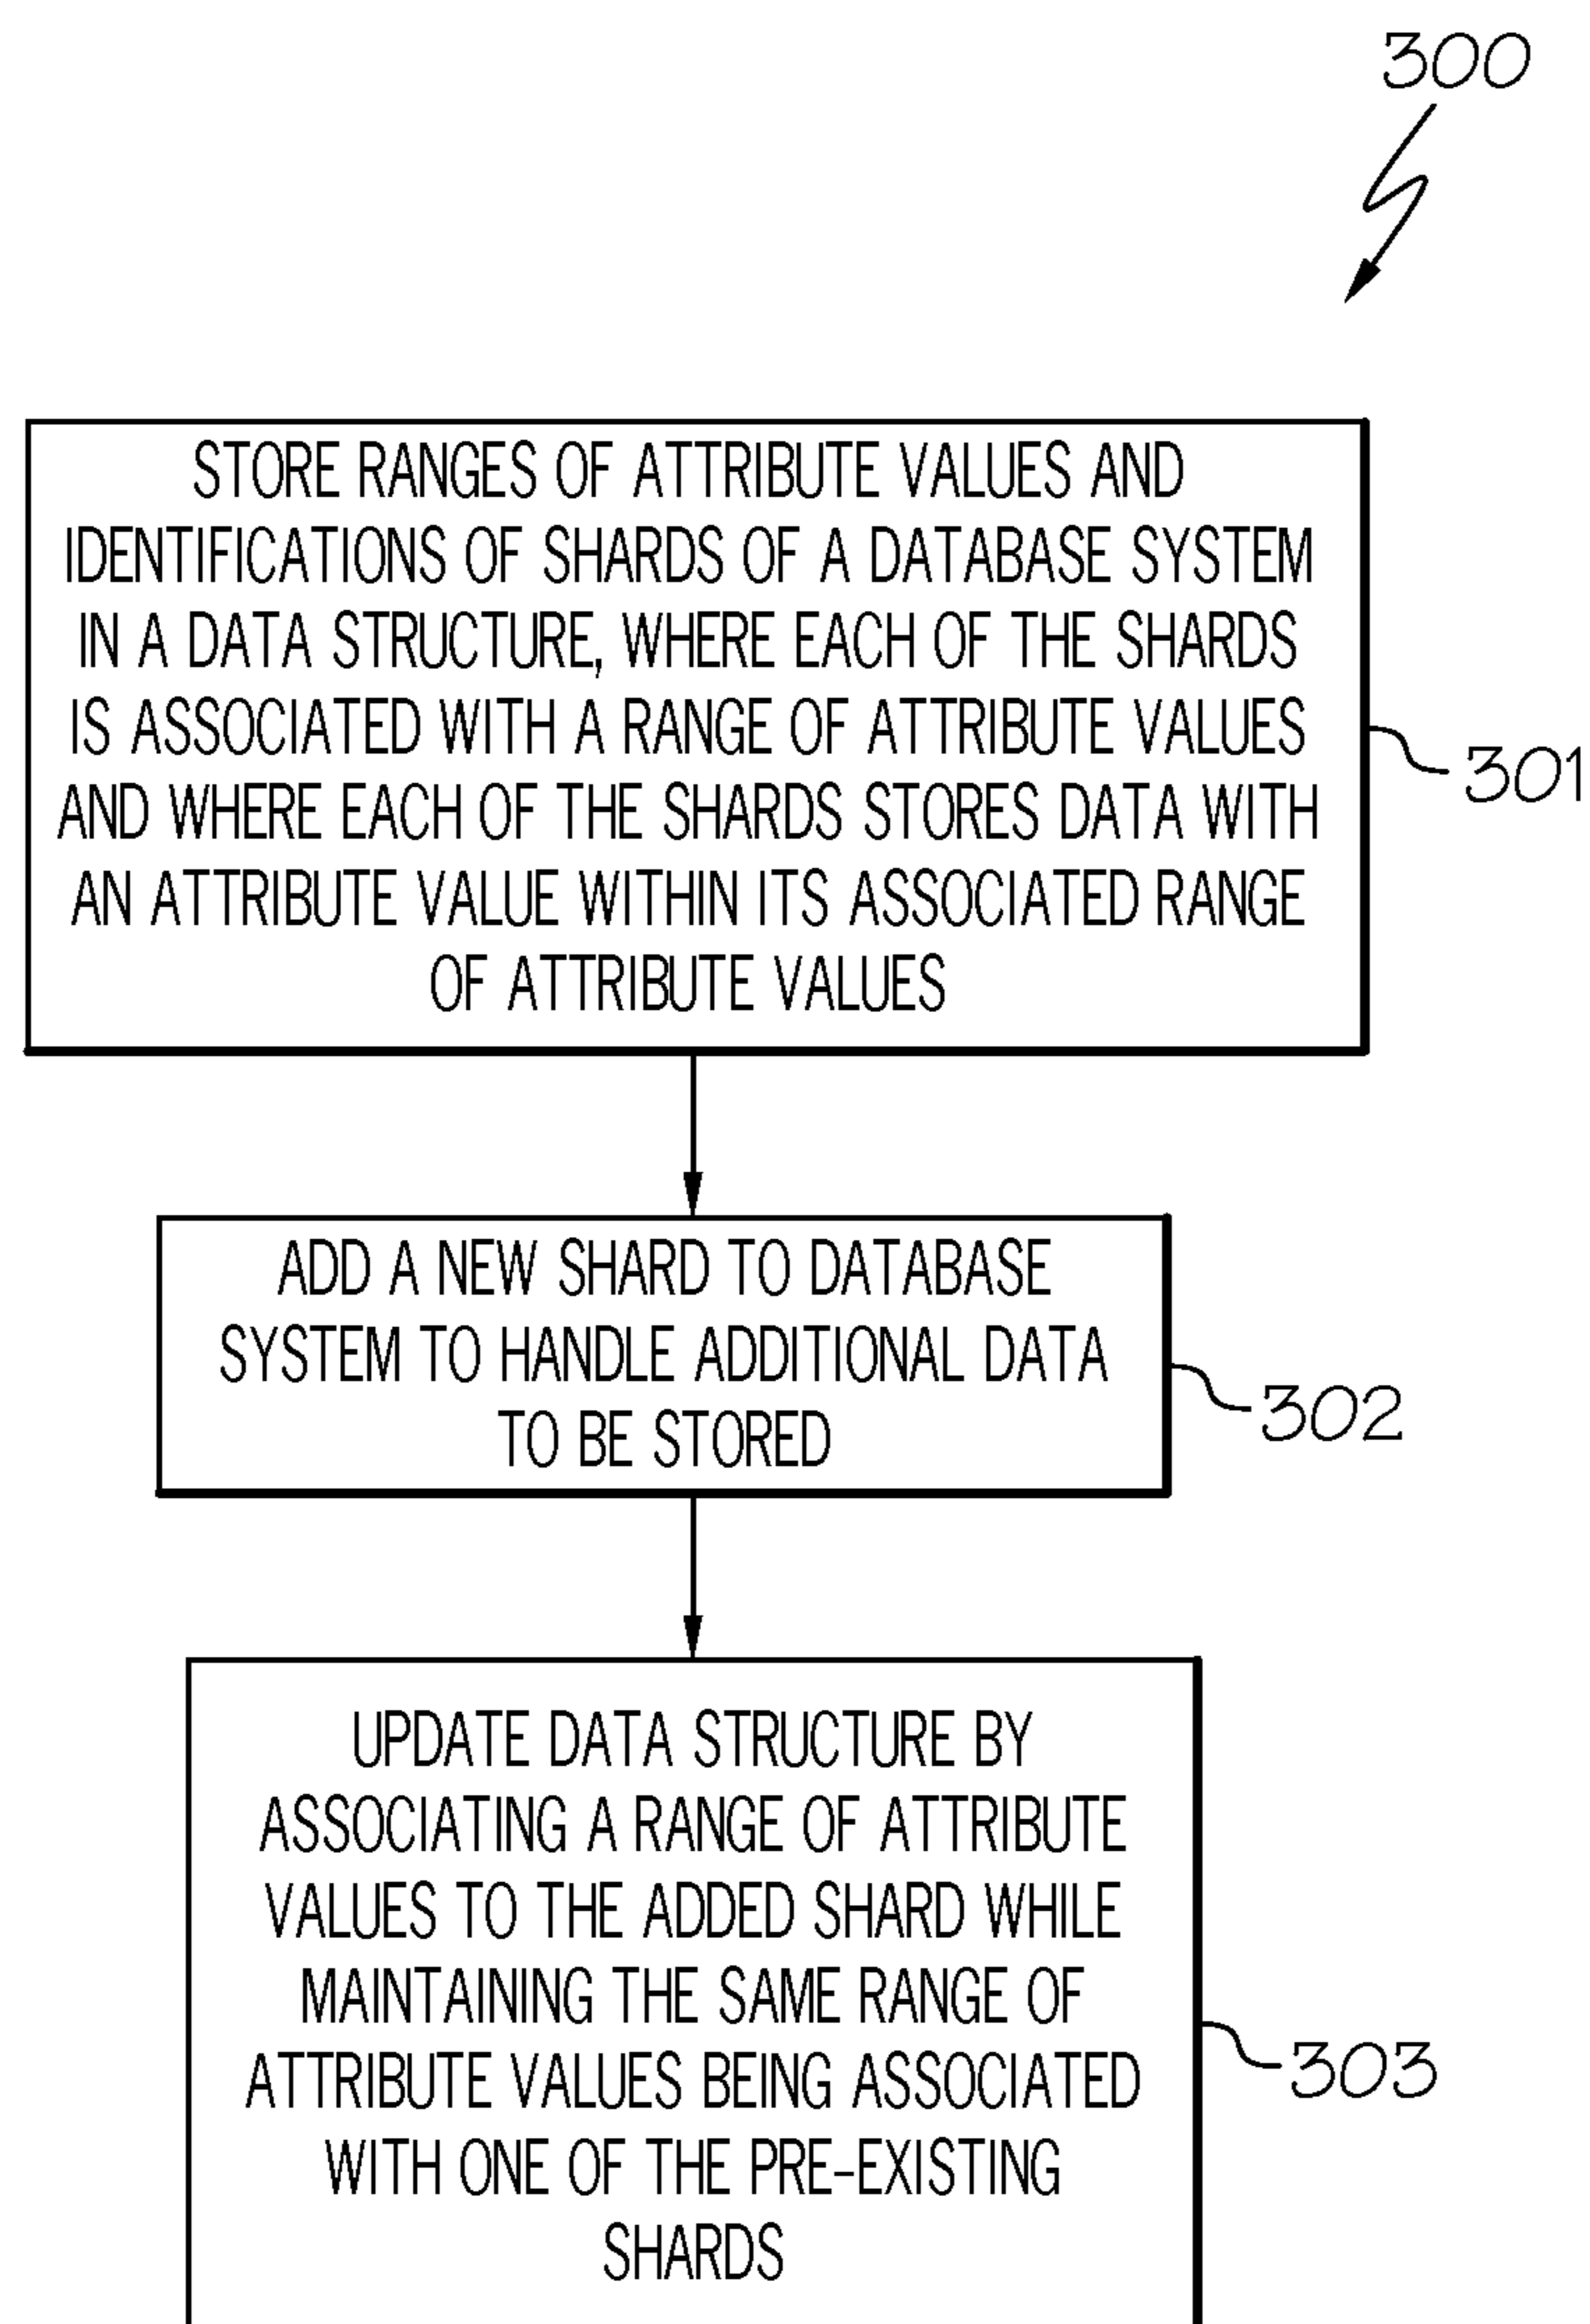 300
STORE RANGES OF ATTRIBUTE VALUES AND
IDENTIFICATIONS OF SHARDS OF A DATABASE SYSTEM
IN A DATA STRUCTURE, WHERE EACH OF THE SHARDS
IS ASSOCIATED WITH A RANGE OF ATTRIBUTE VALUES
AND WHERE EACH OF THE SHARDS STORES DATA WITH
AN ATTRIBUTE VALUE WITHIN ITS ASSOCIATED RANGE
OF ATTRIBUTE VALUES
301
ADD A NEW SHARD TO DATABASE
SYSTEM TO HANDLE ADDITIONAL DATA
TO BE STORED
302
UPDATE DATA STRUCTURE BY
ASSOCIATING A RANGE OF ATTRIBUTE
VALUES TO THE ADDED SHARD WHILE
MAINTAINING THE SAME RANGE OF
ATTRIBUTE VALUES BEING ASSOCIATED
WITH ONE OF THE PRE-EXISTING
SHARDS
303